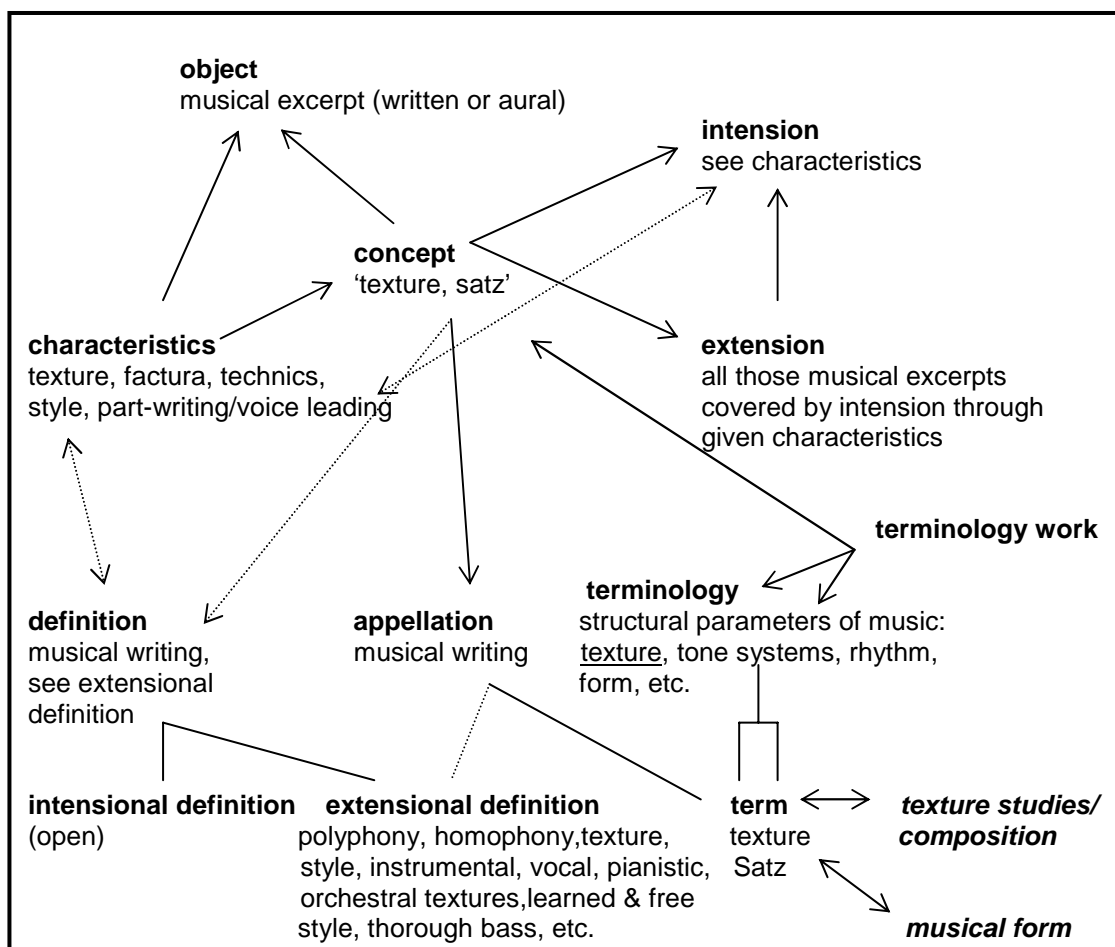 object
musical excerpt (written or aural)
intension
see characteristics
concept
‘texture, satz’
characteristics
texture, factura, technics,
style, part-writing/voice leading
extension
all those musical excerpts
covered by intension through
given characteristics
terminology work
definition
musical writing,
see extensional
definition
appellation
musical writing
terminology
structural parameters of music:
texture, tone systems, rhythm,
form, etc.
intensional definition
(open)
extensional definition
polyphony, homophony,texture,
style, instrumental, vocal, pianistic,
orchestral textures,learned & free
style, thorough bass, etc.
term
texture
Satz
texture studies/
composition
musical form